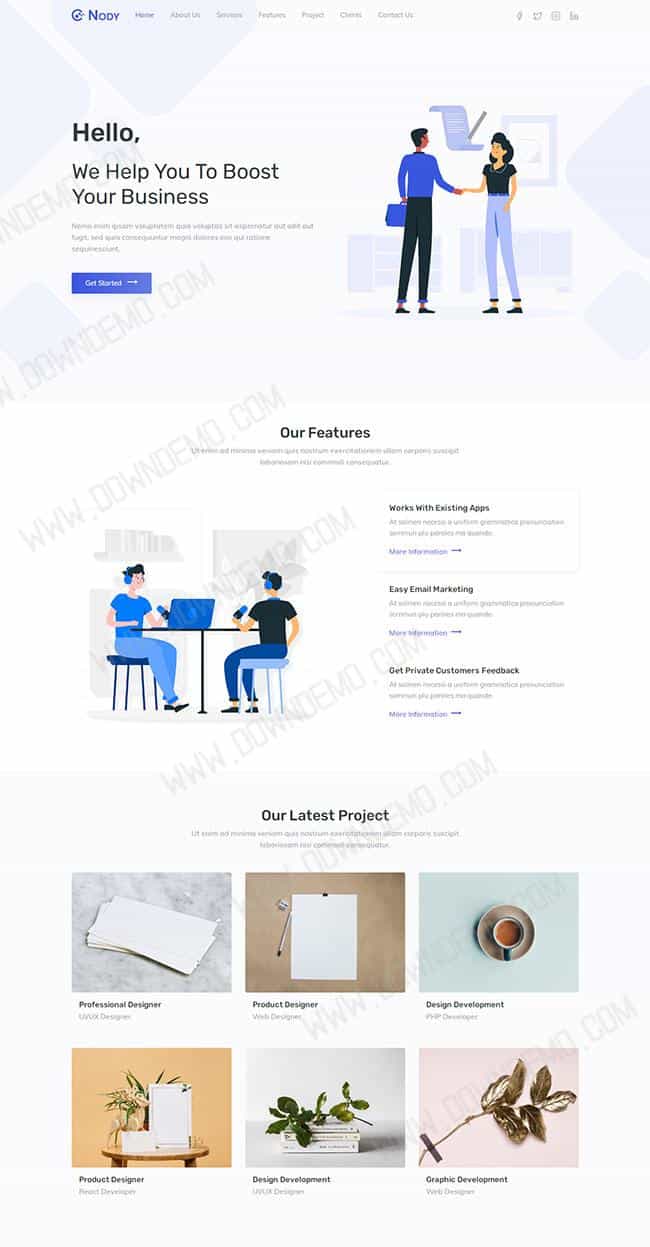 NODY
Home
About Us
Services
Features
Project
Clients
Contact Us
Hello,
We Help You To Boost
Your Business
Nemo enim ipsam voluptatem quia voluptas sit aspernatur aut odit aut
fugit, sed quia consequuntur magni dolores eos qui ratione
sequinesciunt.
Get Started
Our Features
Ut enim ad minima veniam quis nostrum exercitationem ullam corporis suscipit
laboriosam nisi commodi consequatur.
Works With Existing Apps
At solmen necessi a uniform grammatica pronunciation
sommun plu paroles ma quande.
More Information
Easy Email Marketing
At solmen necessi a uniform grammatica pronunciation
sommun plu paroles ma quande.
More Information
Get Private Customers Feedback
At solmen necessi a uniform grammatica pronunciation
sommun plu paroles ma quande.
More Information
Our Latest Project
Ut enim ad minima veniam quis nostrum exercitationem ullam corporis suscipit
laboriosam nisi commodi consequatur.
Professional Designer
UI/UX Designer
Product Designer
Web Designer
Design Development
PHP Developer
Product Designer
React Developer
Design Development
UI/UX Designer
Graphic Development
Web Designer
WWW.DOWNDEMO.COM